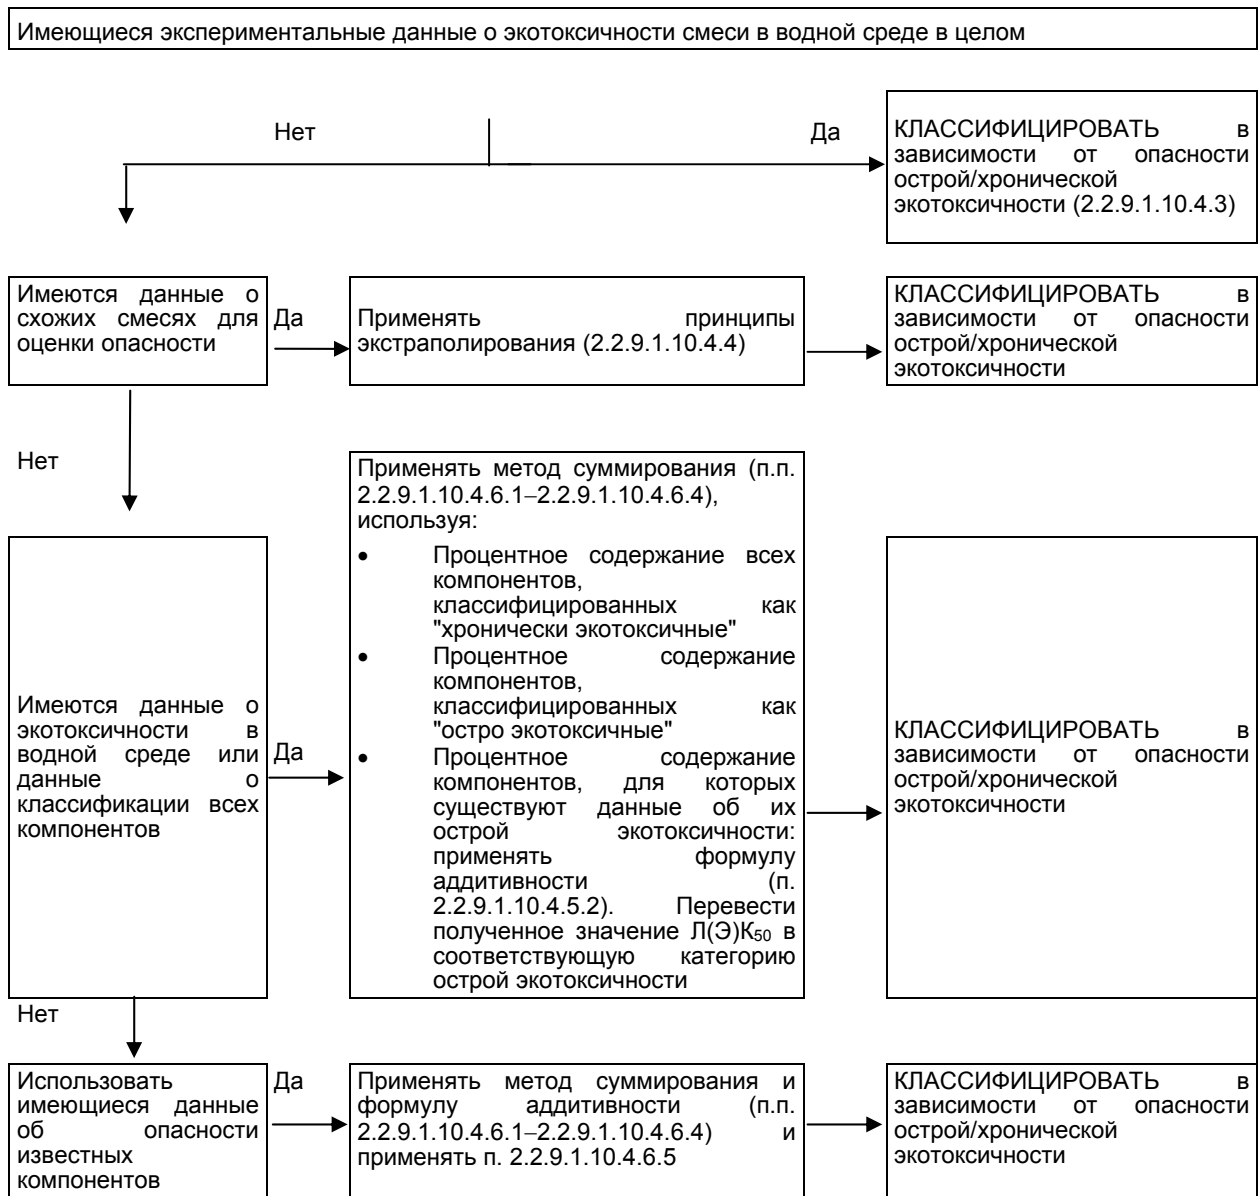 Имеющиеся экспериментальные данные о экотоксичности смеси в водной среде в целом
Нет
Да
КЛАССИФИЦИРОВАТЬ в
зависимости от опасности
острой/хронической
экотоксичности (2.2.9.1.10.4.3)
Имеются данные о
схожих смесях для
оценки опасности
Да
Применять принципы
экстраполирования (2.2.9.1.10.4.4)
КЛАССИФИЦИРОВАТЬ в
зависимости от опасности
острой/хронической
экотоксичности
Нет
Имеются данные о
экотоксичности в
водной среде или
данные о
классификации всех
компонентов
Да
Применять метод суммирования (п.п.
2.2.9.1.10.4.6.1–2.2.9.1.10.4.6.4),
используя:
• Процентное содержание всех
компонентов,
классифицированных как
"хронически экотоксичные"
• Процентное содержание
компонентов,
классифицированных как
"остро экотоксичные"
• Процентное содержание
компонентов, для которых
существуют данные об их
острой экотоксичности:
применять формулу
аддитивности (п.
2.2.9.1.10.4.5.2). Перевести
полученное значение Л(Э)К₅₀ в
соответствующую категорию
острой экотоксичности
КЛАССИФИЦИРОВАТЬ в
зависимости от опасности
острой/хронической
экотоксичности
Нет
Использовать
имеющиеся данные
об опасности
известных
компонентов
Да
Применять метод суммирования и
формулу аддитивности (п.п.
2.2.9.1.10.4.6.1–2.2.9.1.10.4.6.4) и
применять п. 2.2.9.1.10.4.6.5
КЛАССИФИЦИРОВАТЬ в
зависимости от опасности
острой/хронической
экотоксичности